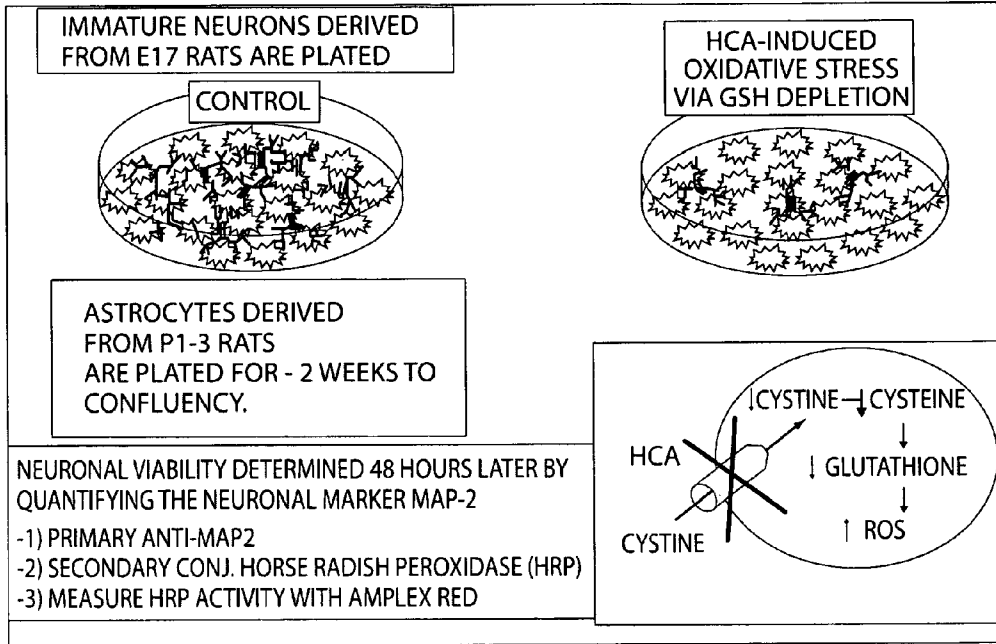 IMMATURE NEURONS DERIVED
FROM E17 RATS ARE PLATED
CONTROL
HCA-INDUCED
OXIDATIVE STRESS
VIA GSH DEPLETION
ASTROCYTES DERIVED
FROM P1-3 RATS
ARE PLATED FOR - 2 WEEKS TO
CONFLUENCY.
NEURONAL VIABILITY DETERMINED 48 HOURS LATER BY
QUANTIFYING THE NEURONAL MARKER MAP-2
-1) PRIMARY ANTI-MAP2
-2) SECONDARY CONJ. HORSE RADISH PEROXIDASE (HRP)
-3) MEASURE HRP ACTIVITY WITH AMPLEX RED
↓CYSTINE→↓CYSTEINE
↓
HCA
↓ GLUTATHIONE
↓
CYSTINE
↑ ROS